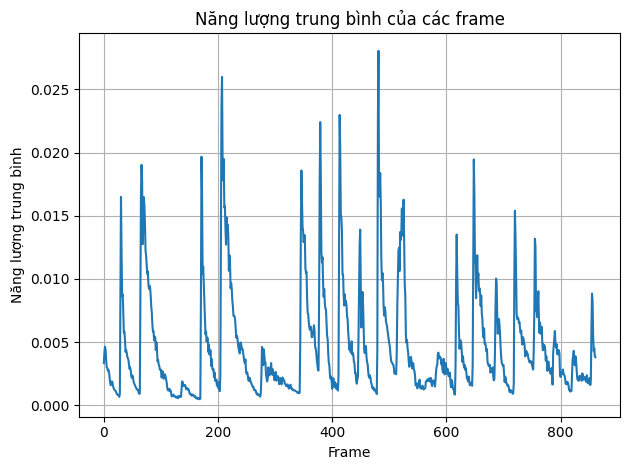 Năng lượng trung bình của các frame
Năng lượng trung bình
0.025
0.020
0.015
0.010
0.005
0.000
0 200 400 600 800
Frame